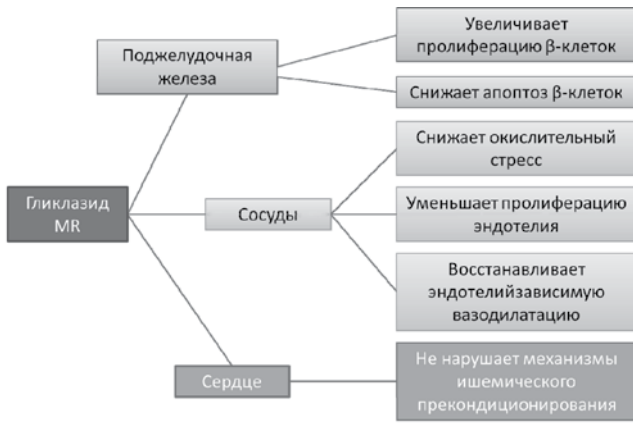 Гликлазид
MR
Поджелудочная
железа
Увеличивает
пролиферацию β-клеток
Снижает апоптоз β-клеток
Сосуды
Снижает окислительный
стресс
Уменьшает пролиферацию
эндотелия
Восстанавливает
эндотелийзависимую
вазодилатацию
Сердце
Не нарушает механизмы
ишемического
прекондиционирования